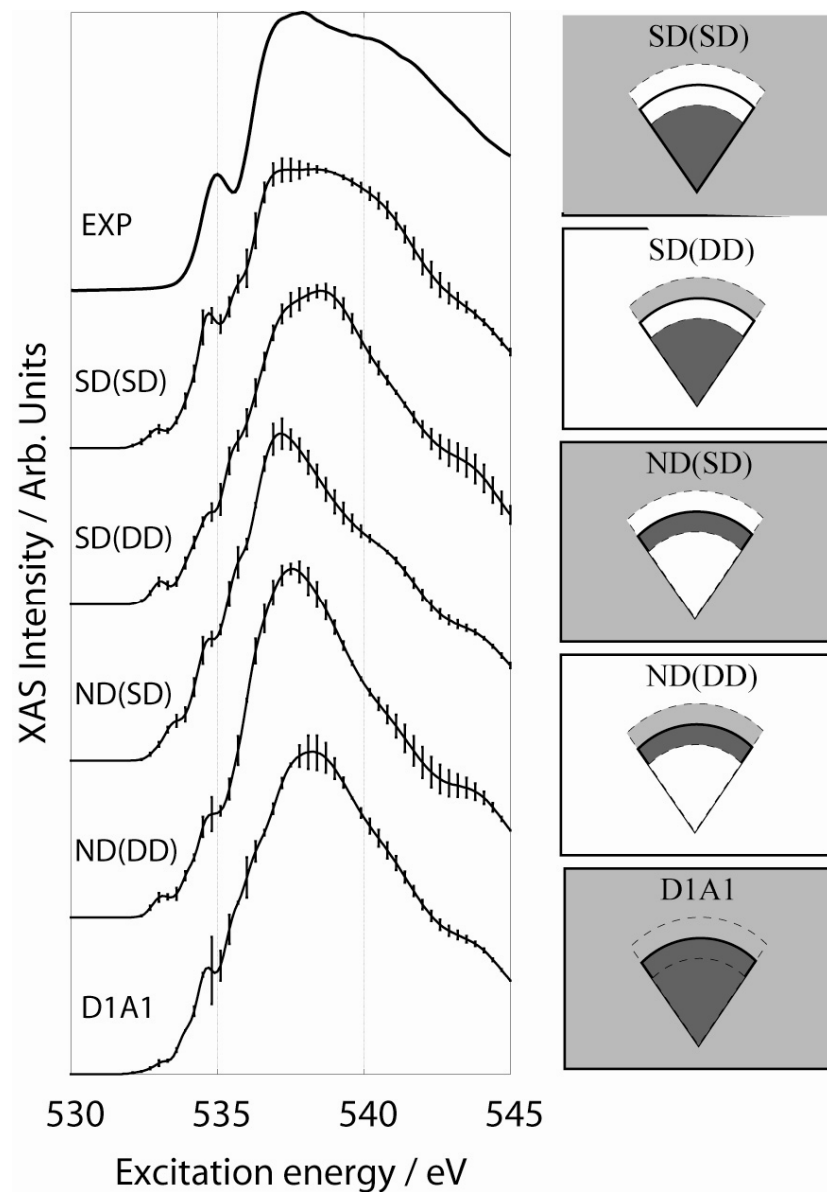 XAS Intensity / Arb. Units
EXP
SD(SD)
SD(DD)
ND(SD)
ND(DD)
D1A1
530 535 540 545
Excitation energy / eV
SD(SD)
SD(DD)
ND(SD)
ND(DD)
D1A1